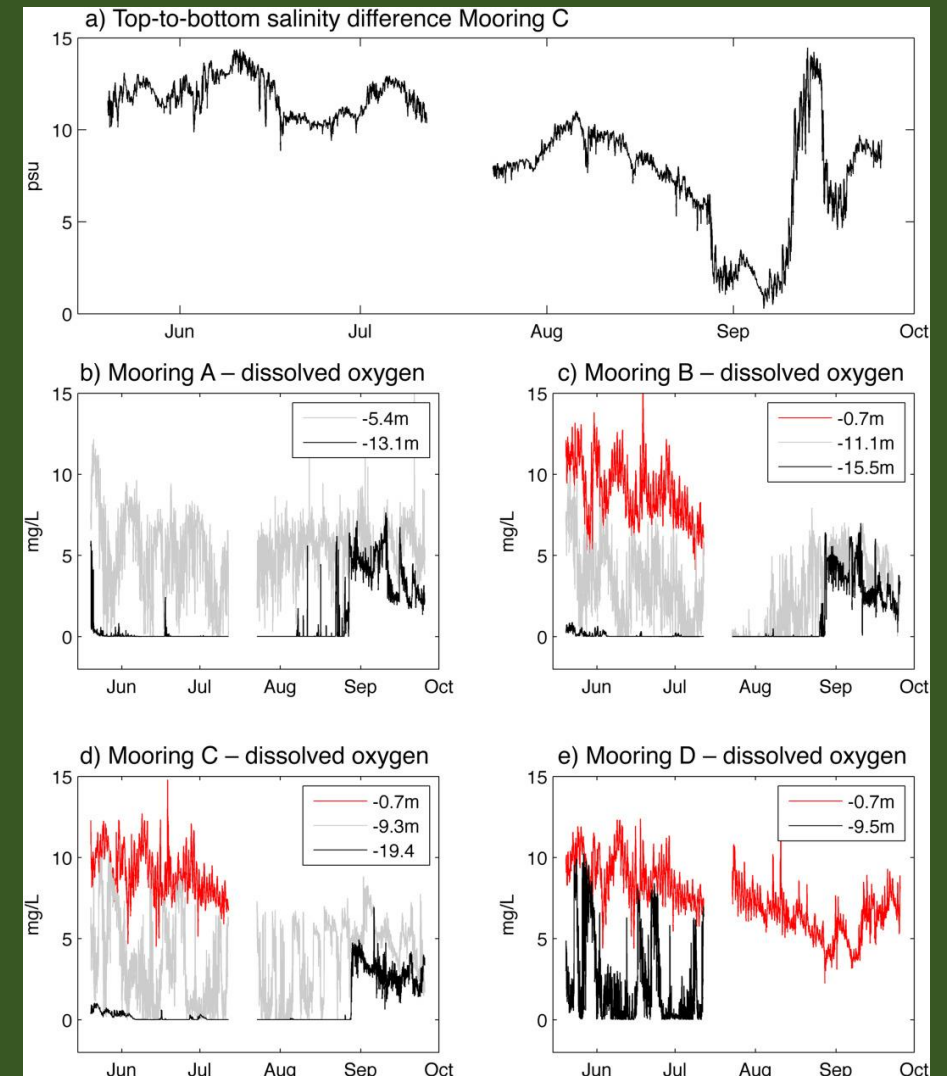 a) Top-to-bottom salinity difference Mooring C
15
10
5
0
psu
Jun Jul Aug Sep Oct
b) Mooring A – dissolved oxygen
15
10
5
0
mg/L
-5.4m
-13.1m
Jun Jul Aug Sep Oct
c) Mooring B – dissolved oxygen
15
10
5
0
mg/L
-0.7m
-11.1m
-15.5m
Jun Jul Aug Sep Oct
d) Mooring C – dissolved oxygen
15
10
5
0
mg/L
-0.7m
-9.3m
-19.4
Jun Jul Aug Sep Oct
e) Mooring D – dissolved oxygen
15
10
5
0
mg/L
-0.7m
-9.5m
Jun Jul Aug Sep Oct